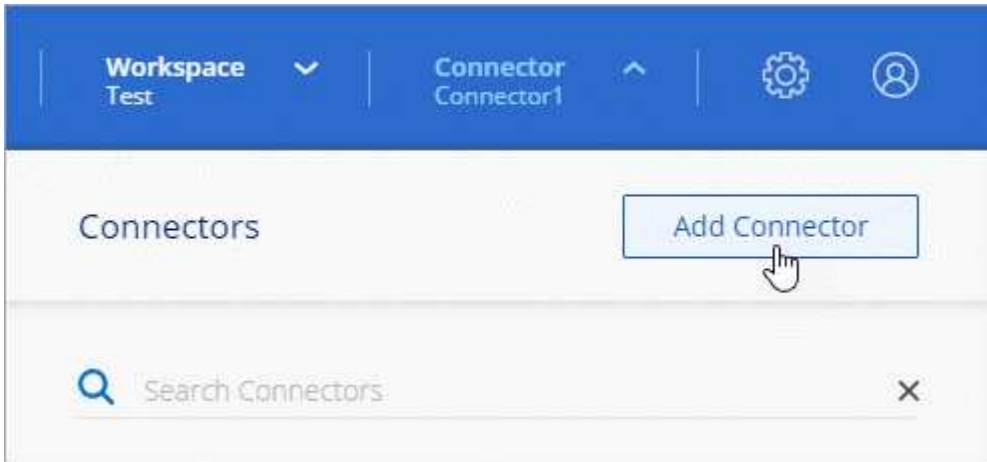 Workspace
Test
Connector
Connector1
Connectors
Add Connector
Search Connectors